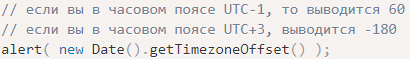 // если вы в часовом поясе UTC-1, то выводится 60
// если вы в часовом поясе UTC+3, выводится -180
alert( new Date().getTimezoneOffset() );